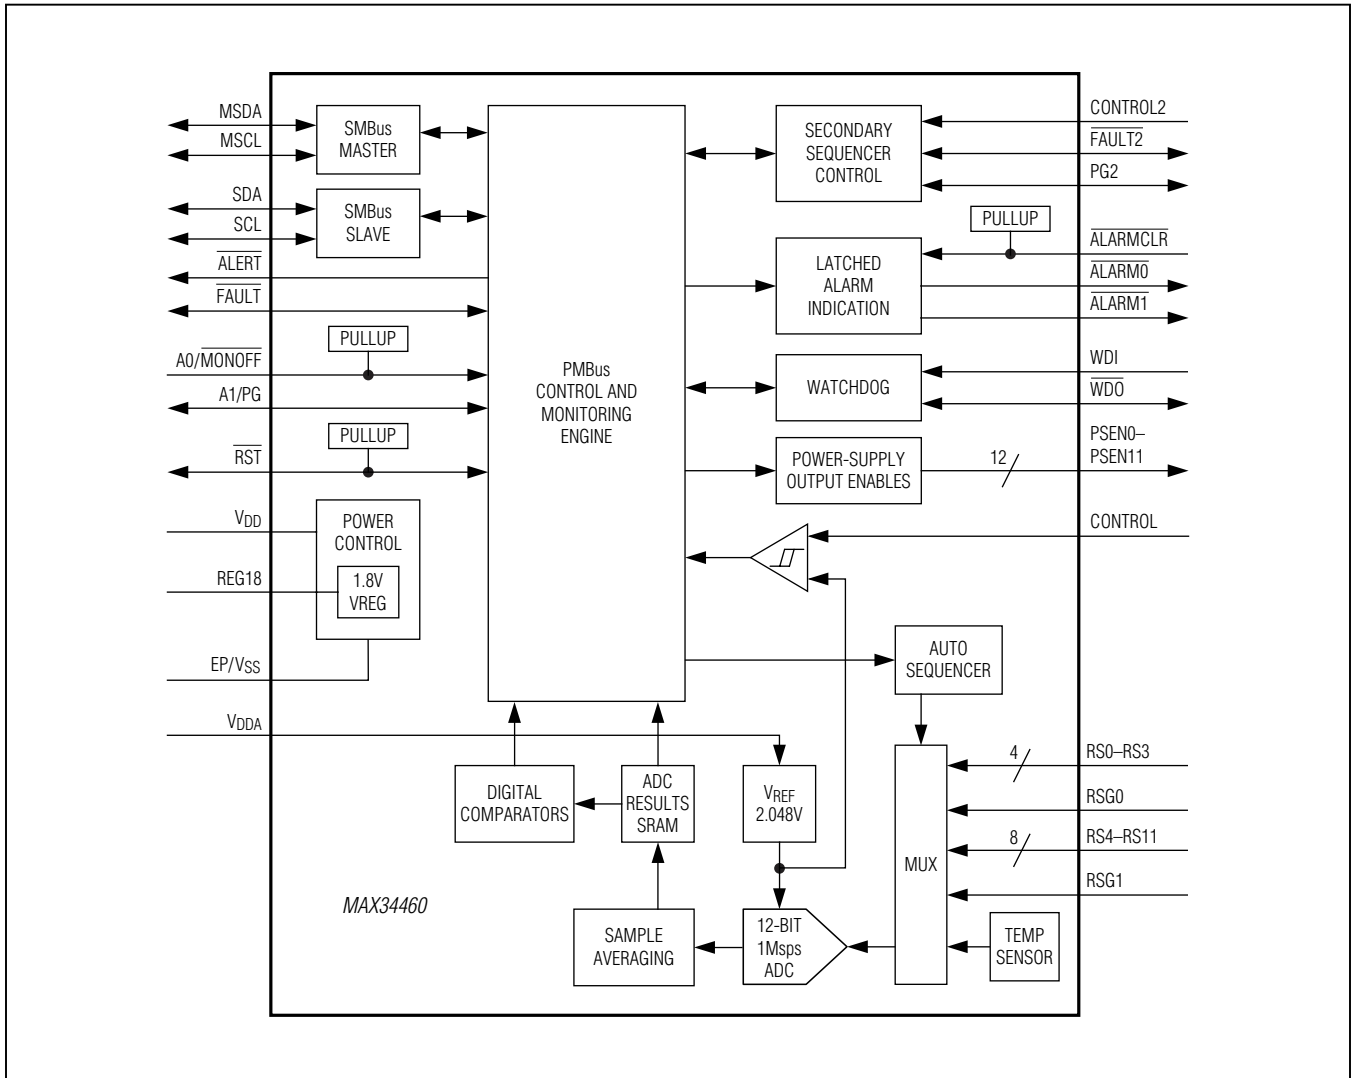 MSDA
MSCL
SDA
SCL
ALERT
FAULT
A0/MONOFF
A1/PG
RST
VDD
REG18
EP/VSS
VDDA
SMBus
MASTER
SMBus
SLAVE
PULLUP
PULLUP
POWER
CONTROL
1.8V
VREG
PMBus
CONTROL AND
MONITORING
ENGINE
SECONDARY
SEQUENCER
CONTROL
PULLUP
LATCHED
ALARM
INDICATION
WATCHDOG
POWER-SUPPLY
OUTPUT ENABLES
12
CONTROL2
FAULT2
PG2
ALARMCLR
ALARM0
ALARM1
WDI
WDO
PSEN0–
PSEN11
CONTROL
AUTO
SEQUENCER
MUX
4
RS0–RS3
RSG0
8
RS4–RS11
RSG1
TEMP
SENSOR
DIGITAL
COMPARATORS
ADC
RESULTS
SRAM
VREF
2.048V
SAMPLE
AVERAGING
12-BIT
1Msps
ADC
MAX34460